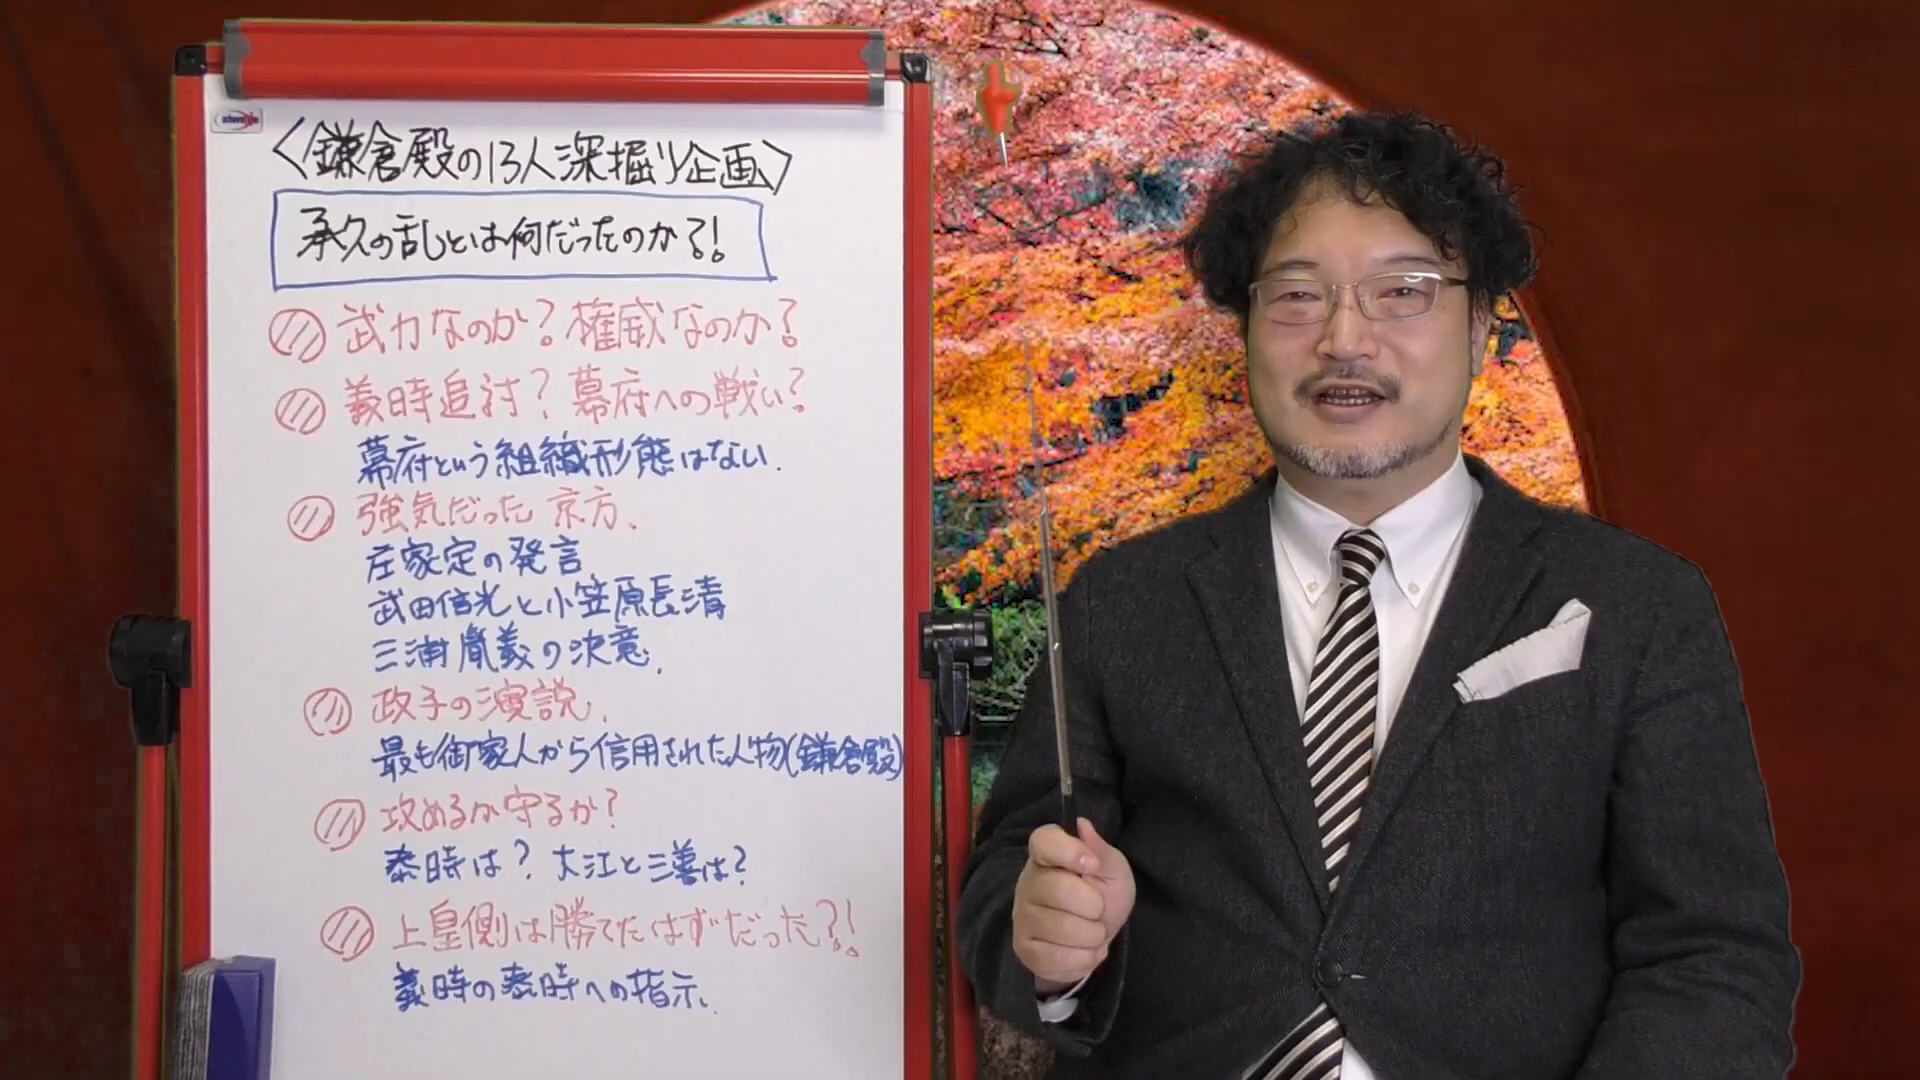 〈鎌倉殿の13人深掘り企画〉
承久の乱とは何だったのか?!
武力なのか?権威なのか?
義時追討?幕府への戦い?
幕府という組織形態はない.
強気だった京方.
庄家定の発言
武田信光と小笠原長清
三浦胤義の決意.
政子の演説.
最も御家人から信用された人物(鎌倉殿)
攻めるか守るか?
泰時は?大江と三善は?
上皇側は勝てたはずだった?!
義時の泰時への指示.